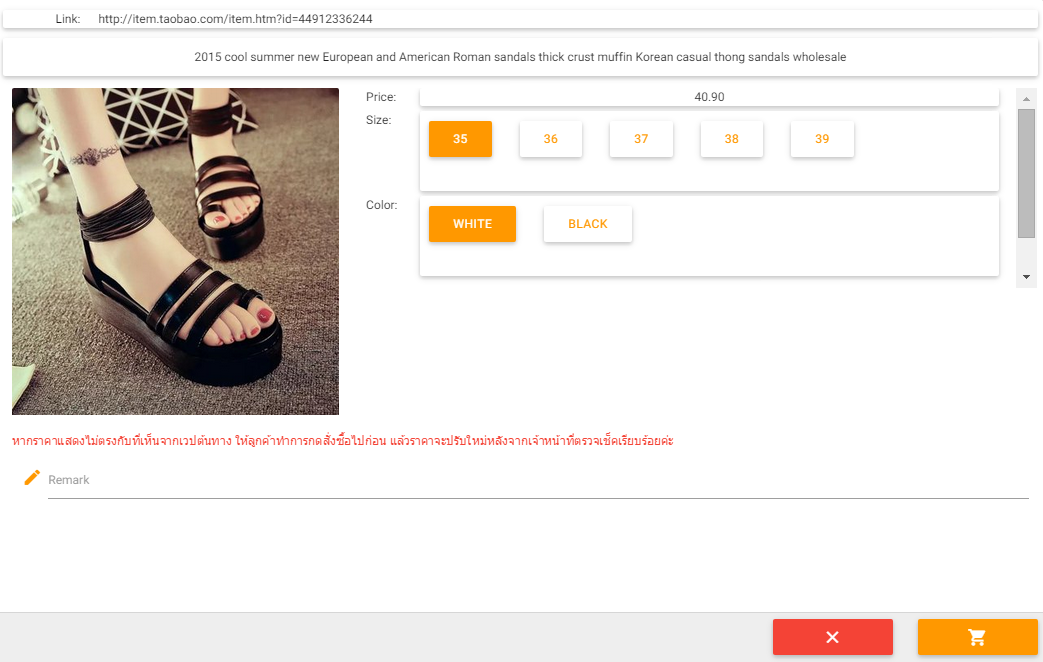 Link: http://item.taobao.com/item.htm?id=44912336244
2015 cool summer new European and American Roman sandals thick crust muffin Korean casual thong sandals wholesale
Price: 40.90
Size:
35 36 37 38 39
Color:
WHITE BLACK
หากราคาแสดงไม่ตรงกับที่เห็นจากเวปต้นทาง ให้ลูกค้าทำการกดสั่งซื้อไปก่อน แล้วราคาจะปรับใหม่หลังจากเจ้าหน้าที่ตรวจเช็คเรียบร้อยค่ะ
Remark